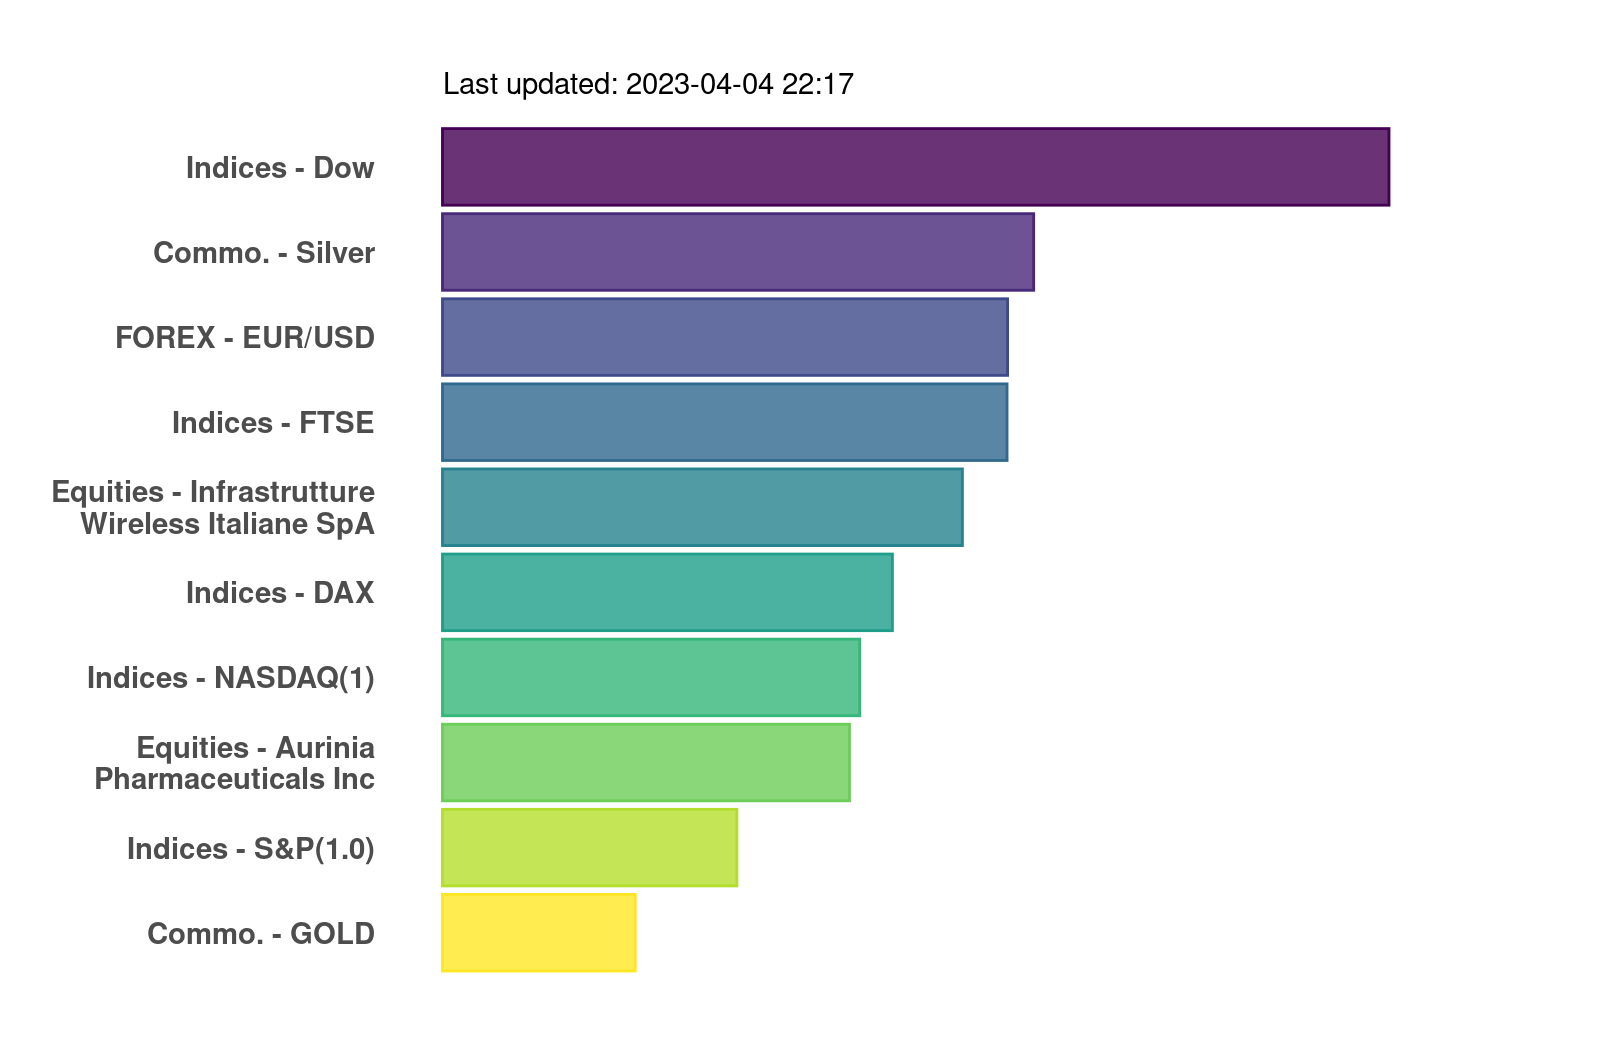 Last updated: 2023-04-04 22:17
Indices - Dow
Commo. - Silver
FOREX - EUR/USD
Indices - FTSE
Equities - Infrastrutture
Wireless Italiane SpA
Indices - DAX
Indices - NASDAQ(1)
Equities - Aurinia
Pharmaceuticals Inc
Indices - S&P(1.0)
Commo. - GOLD